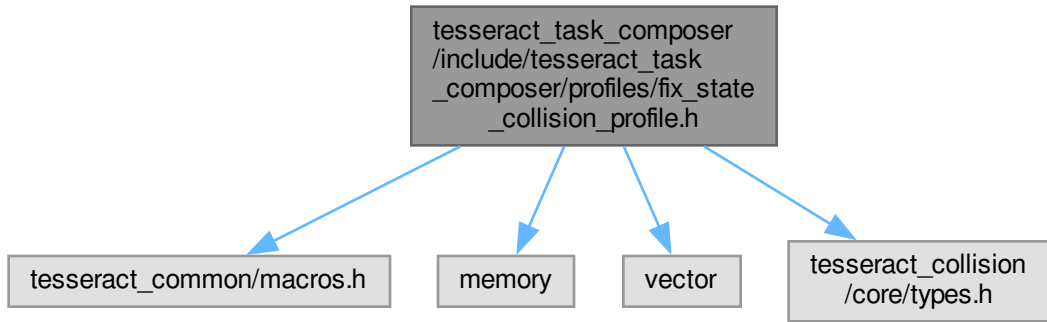 tesseract_task_composer
/include/tesseract_task
_composer/profiles/fix_state
_collision_profile.h
tesseract_common/macros.h
memory
vector
tesseract_collision
/core/types.h